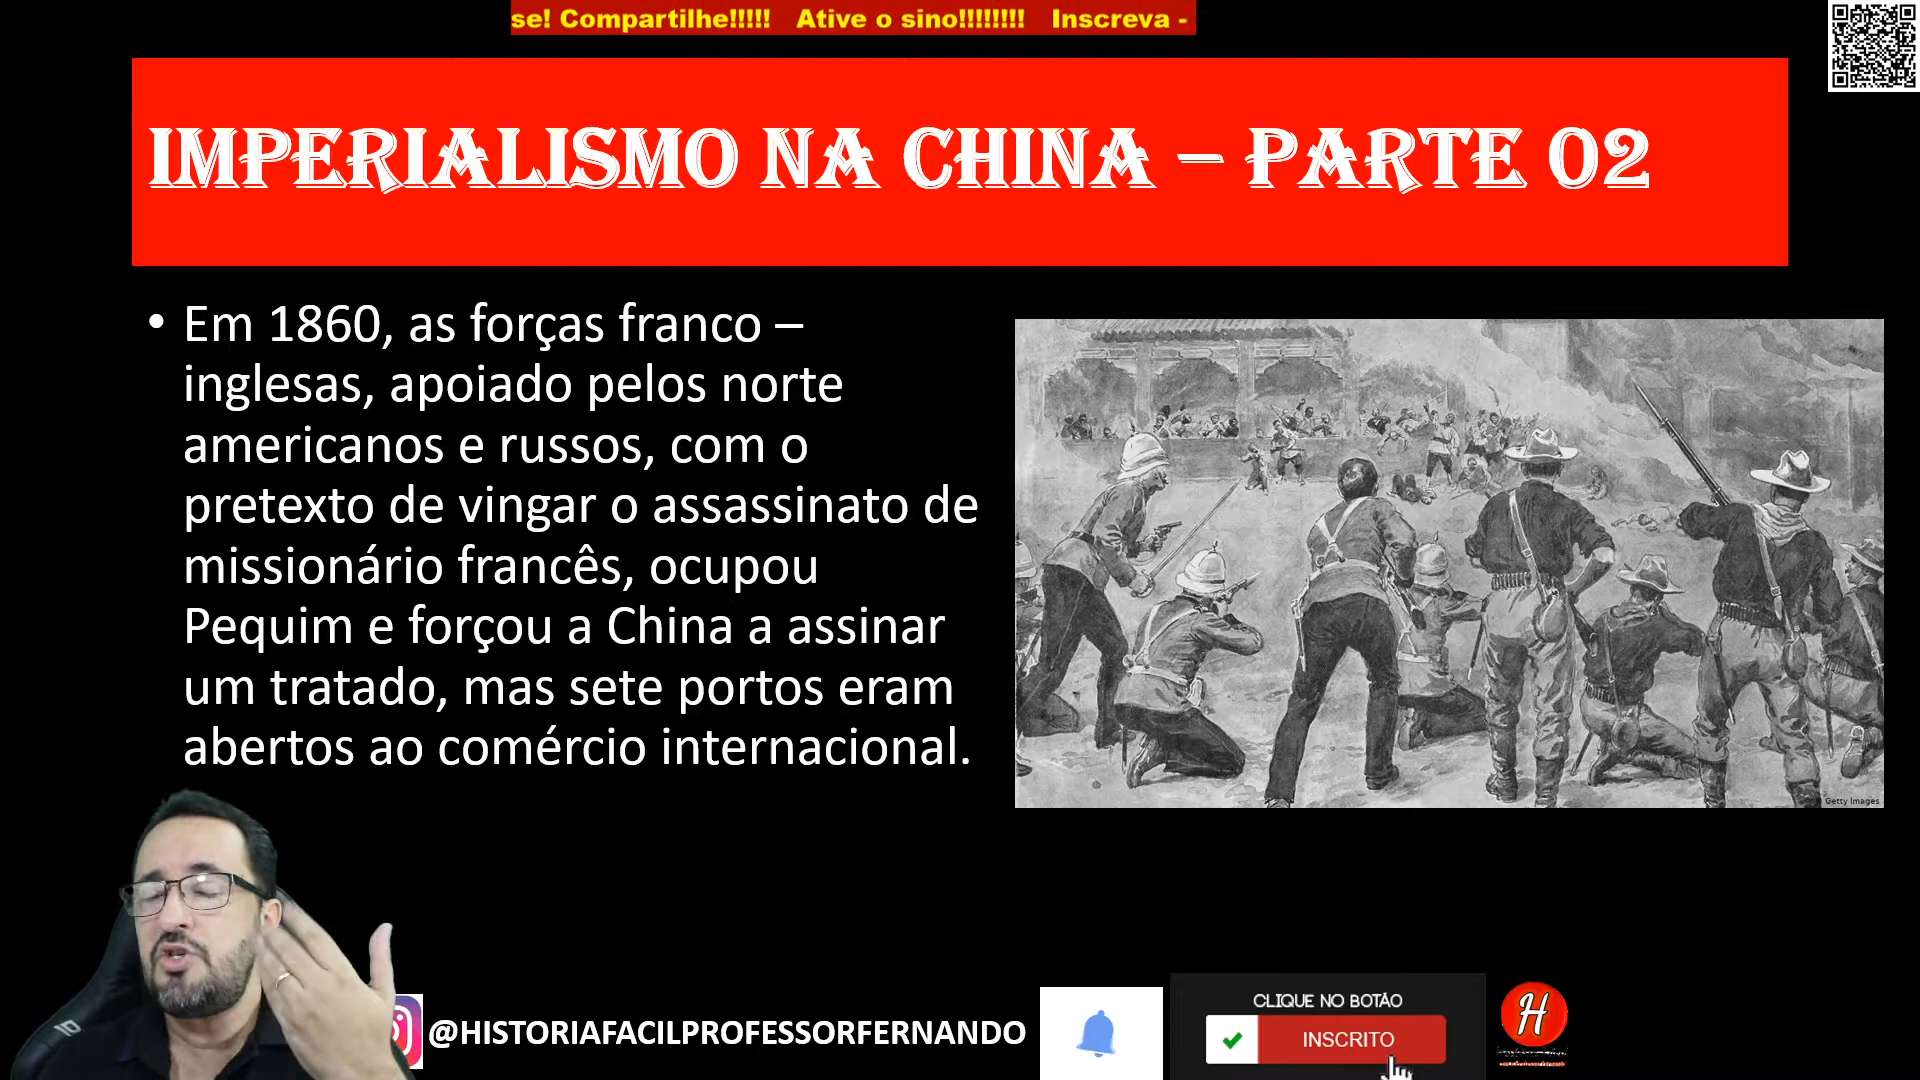 se! Compartilhe!!!!! Ative o sino!!!!!!!! Inscreva -
IMPERIALISMO NA CHINA – PARTE 02
• Em 1860, as forças franco –
inglesas, apoiado pelos norte
americanos e russos, com o
pretexto de vingar o assassinato de
missionário francês, ocupou
Pequim e forçou a China a assinar
um tratado, mas sete portos eram
abertos ao comércio internacional.
Getty Images
@HISTORIAFACILPROFESSORFERNANDO
CLIQUE NO BOTÃO
INSCRITO
H